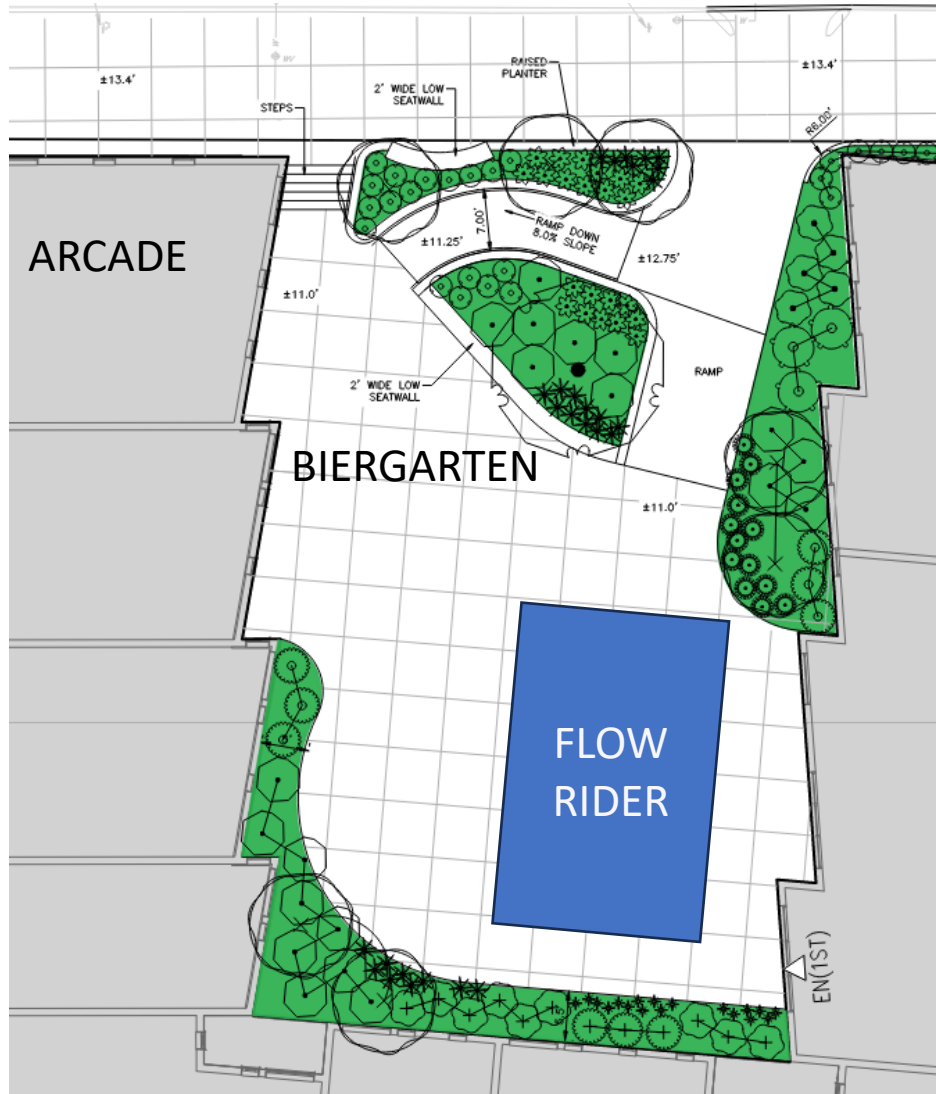 ±13.4'
±13.4'
RAISED
PLANTER
2' WIDE LOW
SEATWALL
STEPS
R6.00'
ARCADE
7.00'
RAMP DOWN
8.0% SLOPE
±11.25'
±12.75'
±11.0'
RAMP
2' WIDE LOW
SEATWALL
BIERGARTEN
±11.0'
FLOW
RIDER
EN(1ST)